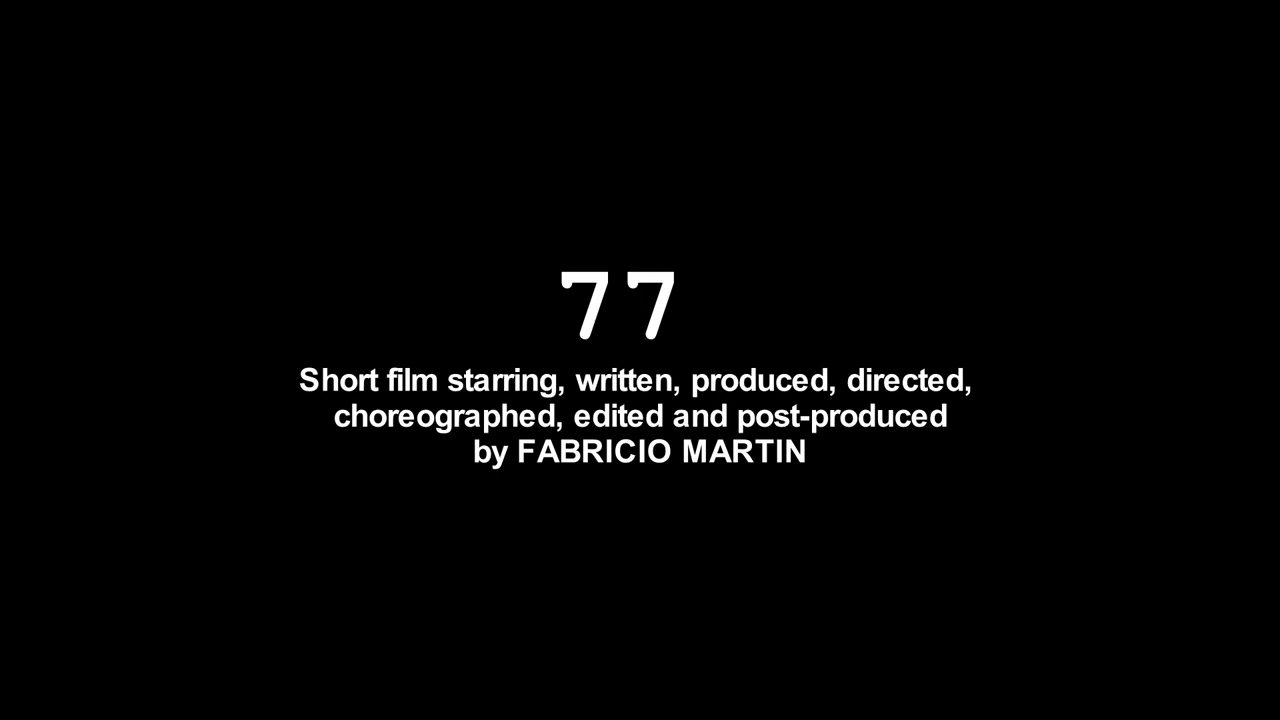 77
Short film starring, written, produced, directed,
choreographed, edited and post-produced
by FABRICIO MARTIN